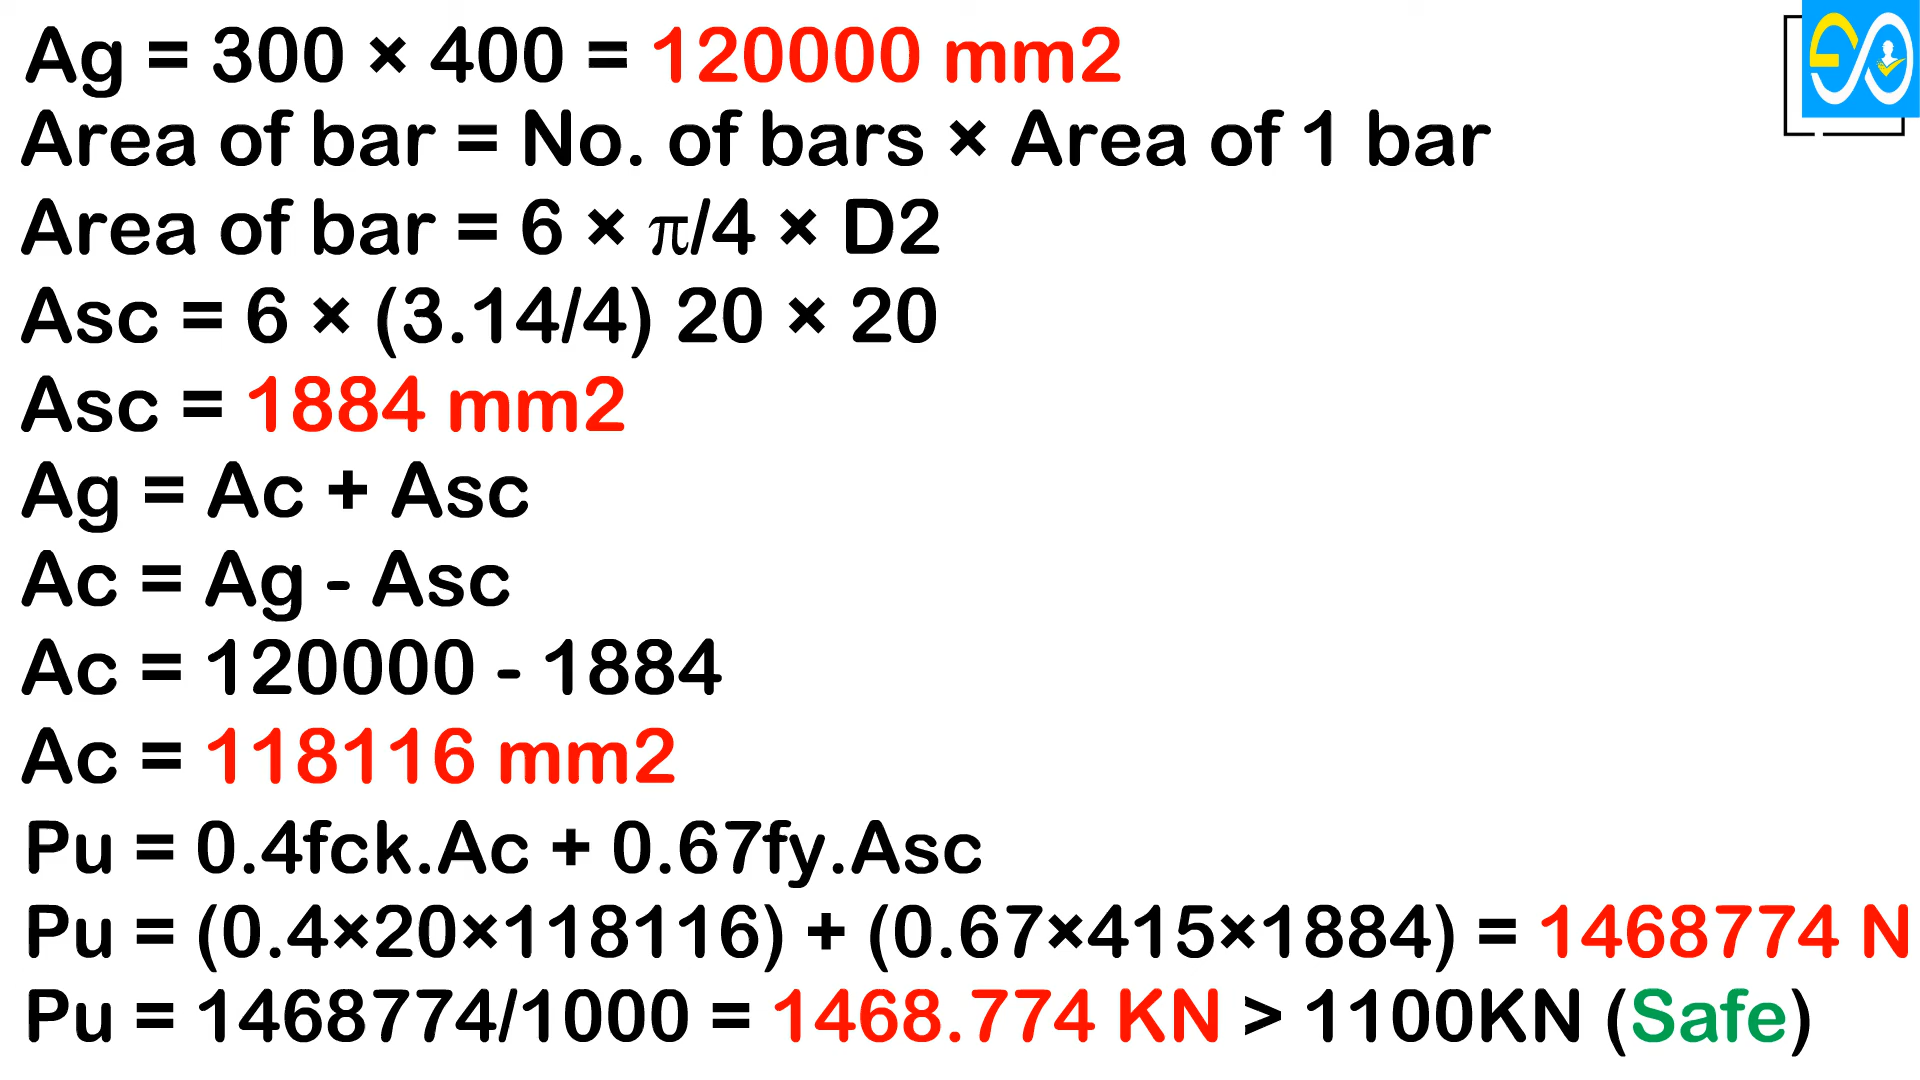 Ag = 300 × 400 = 120000 mm2
Area of bar = No. of bars × Area of 1 bar
Area of bar = 6 × π/4 × D2
Asc = 6 × (3.14/4) 20 × 20
Asc = 1884 mm2
Ag = Ac + Asc
Ac = Ag - Asc
Ac = 120000 - 1884
Ac = 118116 mm2
Pu = 0.4fck.Ac + 0.67fy.Asc
Pu = (0.4×20×118116) + (0.67×415×1884) = 1468774 N
Pu = 1468774/1000 = 1468.774 KN > 1100KN (Safe)